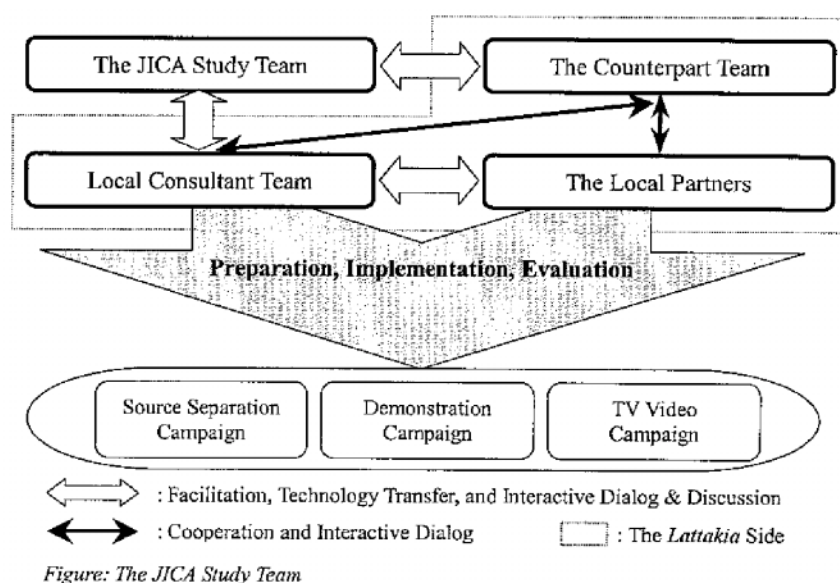 The JICA Study Team
The Counterpart Team
Local Consultant Team
The Local Partners
Preparation, Implementation, Evaluation
Source Separation
Campaign
Demonstration
Campaign
TV Video
Campaign
: Facilitation, Technology Transfer, and Interactive Dialog & Discussion
: Cooperation and Interactive Dialog
: The Lattakia Side
Figure: The JICA Study Team